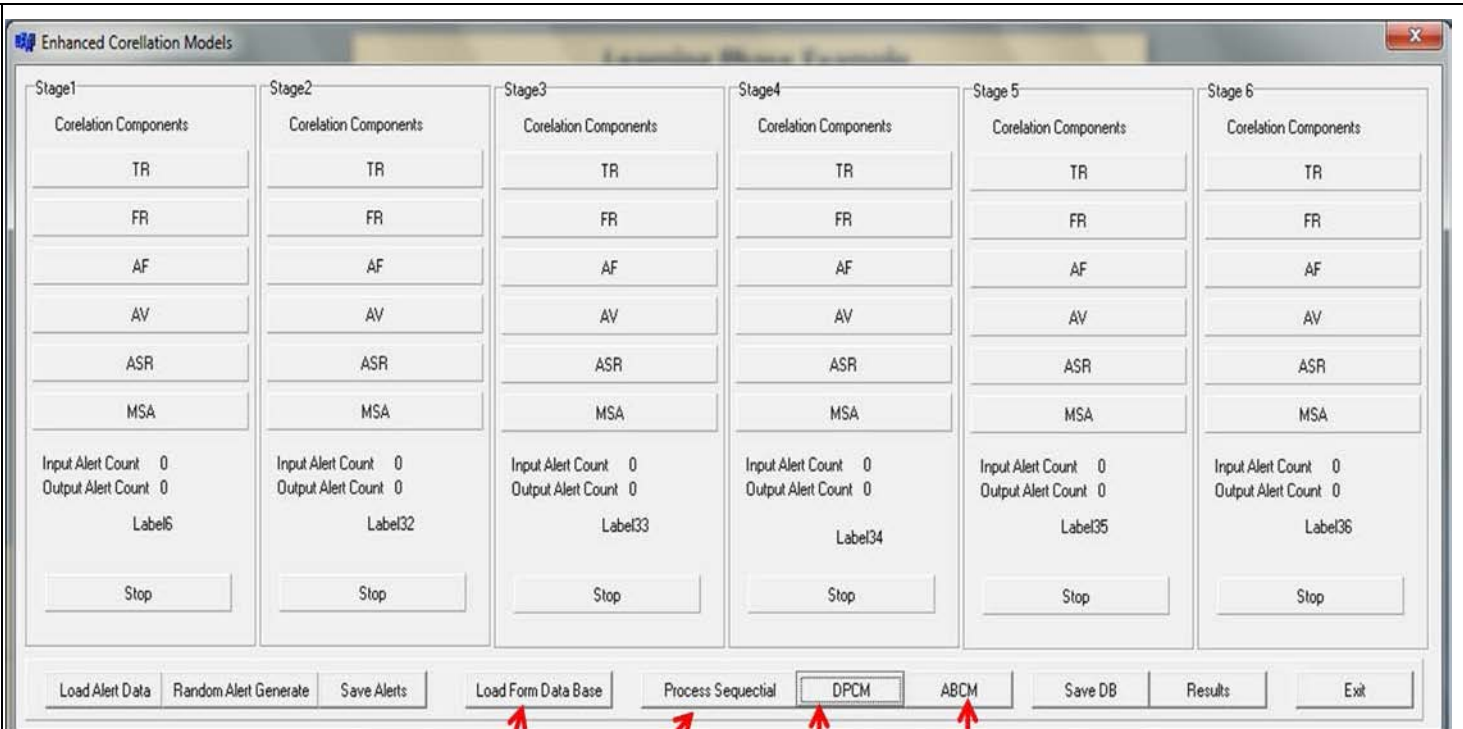 Enhanced Corellation Models
Learning Phase Example
Stage1
Corelation Components
TR
FR
AF
AV
ASR
MSA
Input Alert Count 0
Output Alert Count 0
Label6
Stop
Stage2
Corelation Components
TR
FR
AF
AV
ASR
MSA
Input Alert Count 0
Output Alert Count 0
Label32
Stop
Stage3
Corelation Components
TR
FR
AF
AV
ASR
MSA
Input Alert Count 0
Output Alert Count 0
Label33
Stop
Stage4
Corelation Components
TR
FR
AF
AV
ASR
MSA
Input Alert Count 0
Output Alert Count 0
Label34
Stop
Stage 5
Corelation Components
TR
FR
AF
AV
ASR
MSA
Input Alert Count 0
Output Alert Count 0
Label35
Stop
Stage 6
Corelation Components
TR
FR
AF
AV
ASR
MSA
Input Alert Count 0
Output Alert Count 0
Label36
Stop
Load Alert Data Random Alert Generate Save Alerts Load Form Data Base Process Sequectial DPCM ABCM Save DB Results Exit